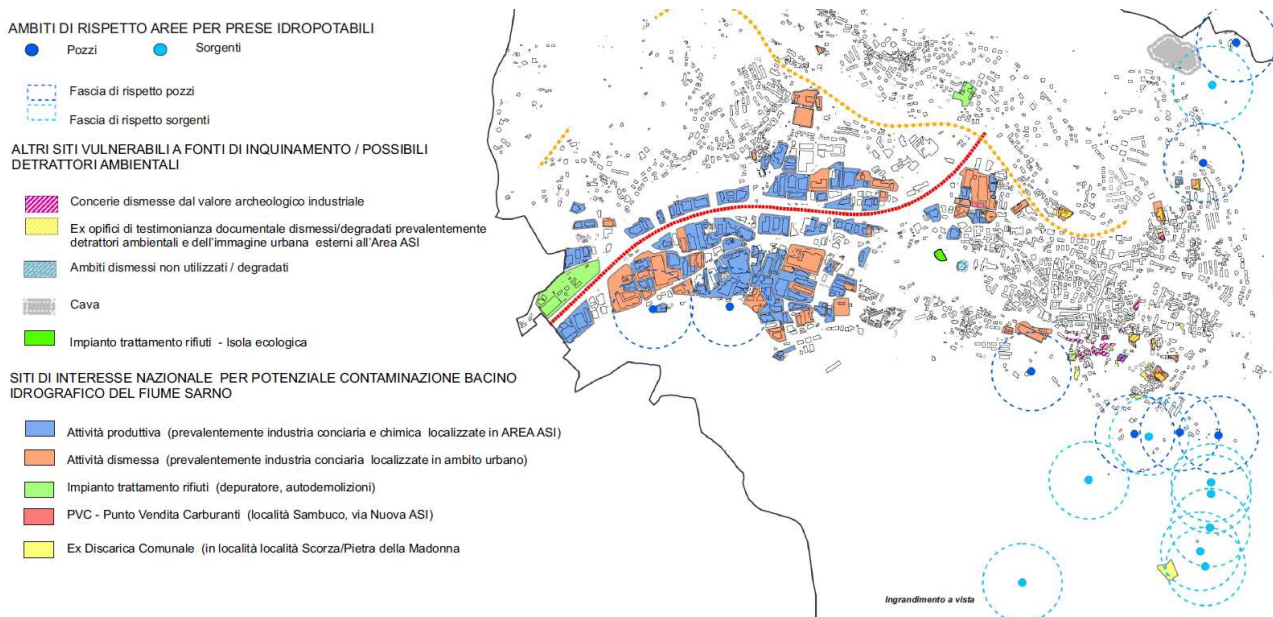 AMBITI DI RISPETTO AREE PER PRESE IDROPOTABILI
Pozzi
Sorgenti
Fascia di rispetto pozzi
Fascia di rispetto sorgenti
ALTRI SITI VULNERABILI A FONTI DI INQUINAMENTO / POSSIBILI
DETRATTORI AMBIENTALI
Concerie dismesse dal valore archeologico industriale
Ex opifici di testimonianza documentale dismessi/degradati prevalentemente
detrattori ambientali e dell'immagine urbana esterni all'Area ASI
Ambiti dismessi non utilizzati / degradati
Cava
Impianto trattamento rifiuti - Isola ecologica
SITI DI INTERESSE NAZIONALE PER POTENZIALE CONTAMINAZIONE BACINO
IDROGRAFICO DEL FIUME SARNO
Attività produttiva (prevalentemente industria conciaria e chimica localizzate in AREA ASI)
Attività dismessa (prevalentemente industria conciaria localizzate in ambito urbano)
Impianto trattamento rifiuti (depuratore, autodemolizioni)
PVC - Punto Vendita Carburanti (località Sambuco, via Nuova ASI)
Ex Discarica Comunale (in località località Scorza/Pietra della Madonna
Ingrandimento a vista